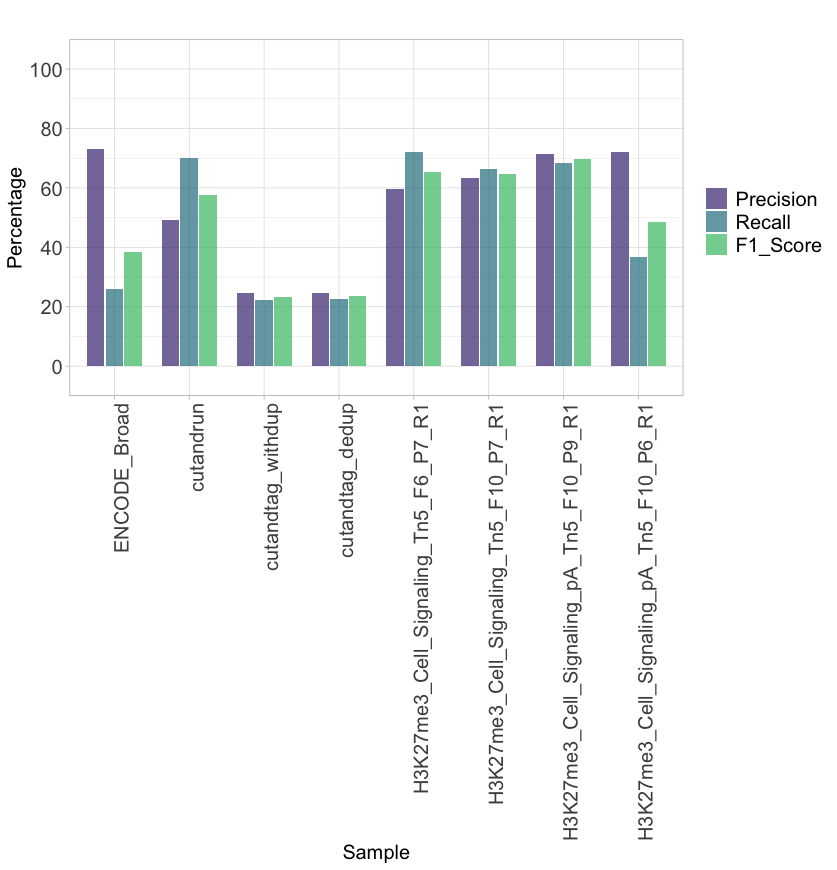 100
80
60
40
20
0
Percentage
Precision
Recall
F1_Score
ENCODE_Broad
cutandrun
cutandtag_withdup
cutandtag_dedup
H3K27me3_Cell_Signaling_Tn5_F6_P7_R1
H3K27me3_Cell_Signaling_Tn5_F10_P7_R1
H3K27me3_Cell_Signaling_pA_Tn5_F10_P9_R1
H3K27me3_Cell_Signaling_pA_Tn5_F10_P6_R1
Sample